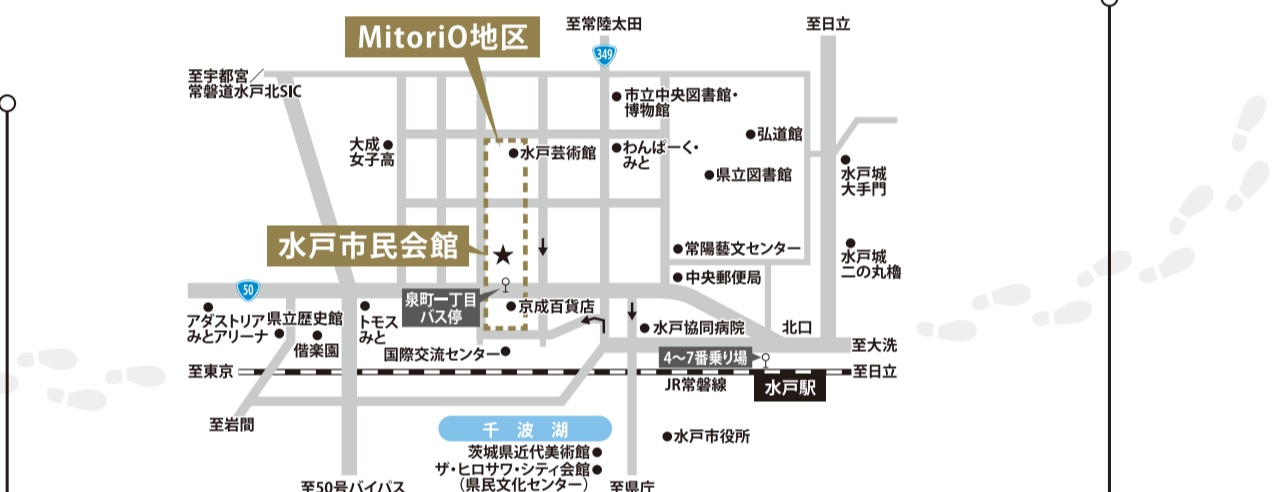 至常陸太田
至日立
MitoriO地区
349
至宇都宮／
常磐道水戸北SIC
市立中央図書館・
博物館
弘道館
大成
女子高
水戸芸術館
わんぱーく・
みと
県立図書館
水戸城
大手門
水戸市民会館
★
常陽藝文センター
水戸城
二の丸櫓
中央郵便局
50
泉町一丁目
バス停
京成百貨店
アダストリア
みとアリーナ
県立歴史館
偕楽園
トモス
みと
水戸協同病院
北口
国際交流センター
4〜7番乗り場
至大洗
至東京
JR常磐線
水戸駅
至日立
至岩間
千波湖
水戸市役所
茨城県近代美術館
ザ・ヒロサワ・シティ会館
（県民文化センター）
至50号バイパス
至県庁